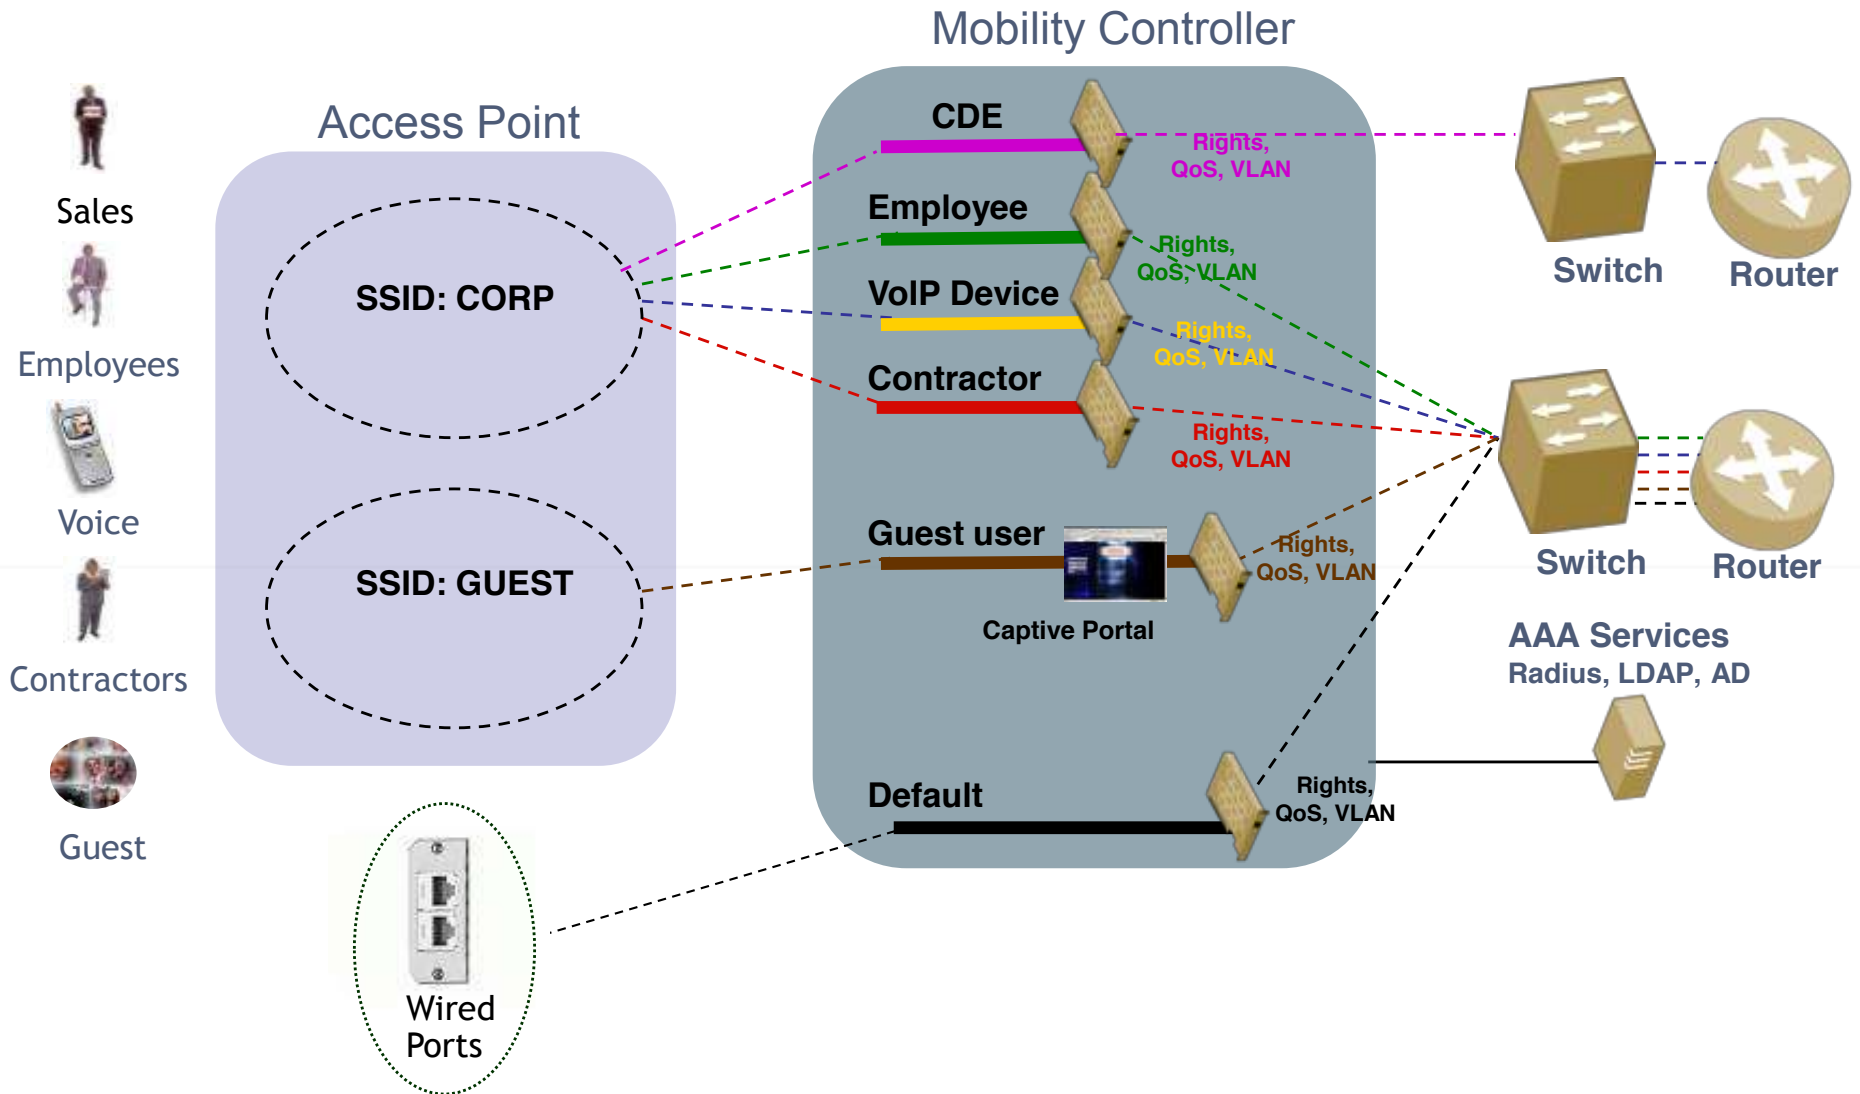 Mobility Controller
Access Point
Sales
Employees
Voice
Contractors
Guest
SSID: CORP
SSID: GUEST
Wired
Ports
CDE
Rights,
QoS, VLAN
Employee
Rights,
QoS, VLAN
VoIP Device
Rights,
QoS, VLAN
Contractor
Rights,
QoS, VLAN
Guest user
Captive Portal
Rights,
QoS, VLAN
Default
Rights,
QoS, VLAN
Switch
Router
Switch
Router
AAA Services
Radius, LDAP, AD